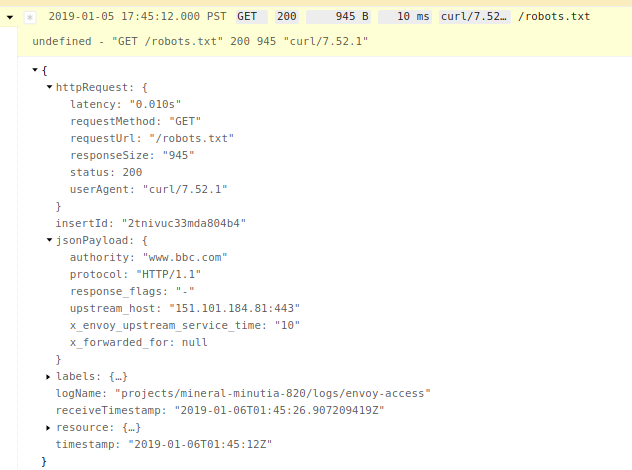 2019-01-05 17:45:12.000 PST GET 200 945 B 10 ms curl/7.52… /robots.txt
undefined - "GET /robots.txt" 200 945 "curl/7.52.1"
{
httpRequest: {
latency: "0.010s"
requestMethod: "GET"
requestUrl: "/robots.txt"
responseSize: "945"
status: 200
userAgent: "curl/7.52.1"
}
insertId: "2tnivuc33mda804b4"
jsonPayload: {
authority: "www.bbc.com"
protocol: "HTTP/1.1"
response_flags: "-"
upstream_host: "151.101.184.81:443"
x_envoy_upstream_service_time: "10"
x_forwarded_for: null
}
labels: {…}
logName: "projects/mineral-minutia-820/logs/envoy-access"
receiveTimestamp: "2019-01-06T01:45:26.907209419Z"
resource: {…}
timestamp: "2019-01-06T01:45:12Z"
}